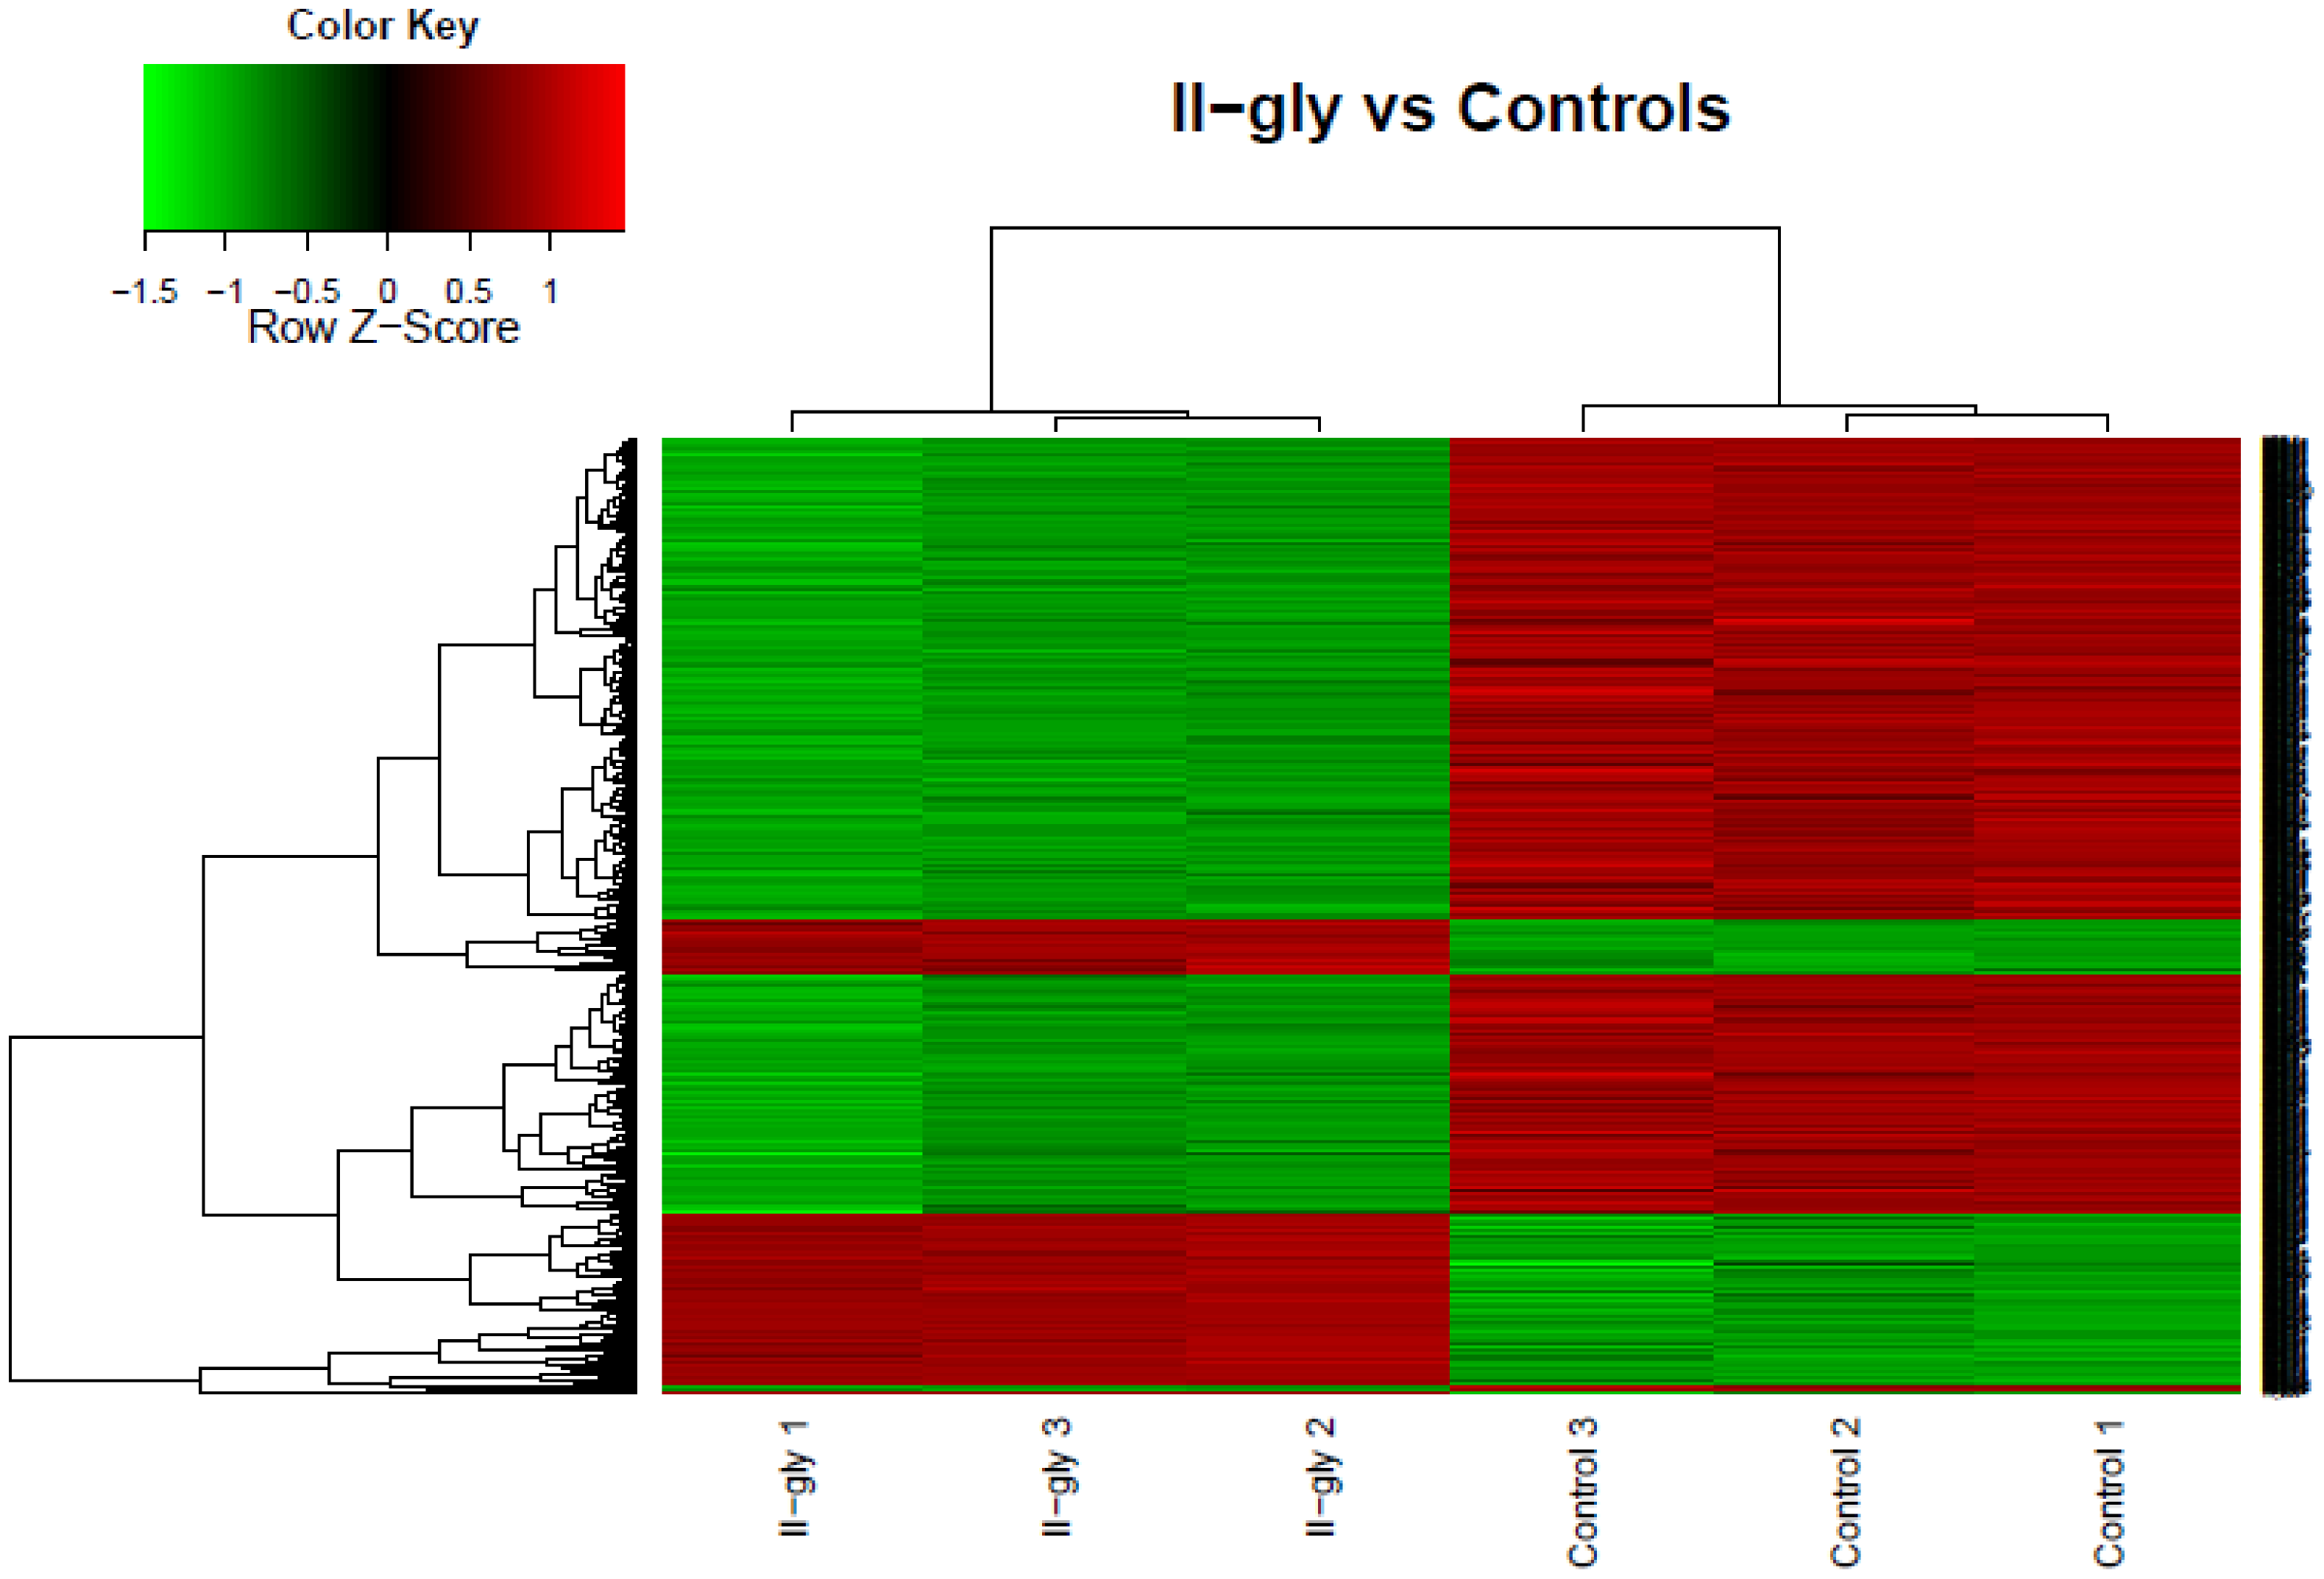 Color Key
−1.5 −1 −0.5 0 0.5 1
Row Z−Score
II−gly vs Controls
II−gly 1
II−gly 3
II−gly 2
Control 3
Control 2
Control 1